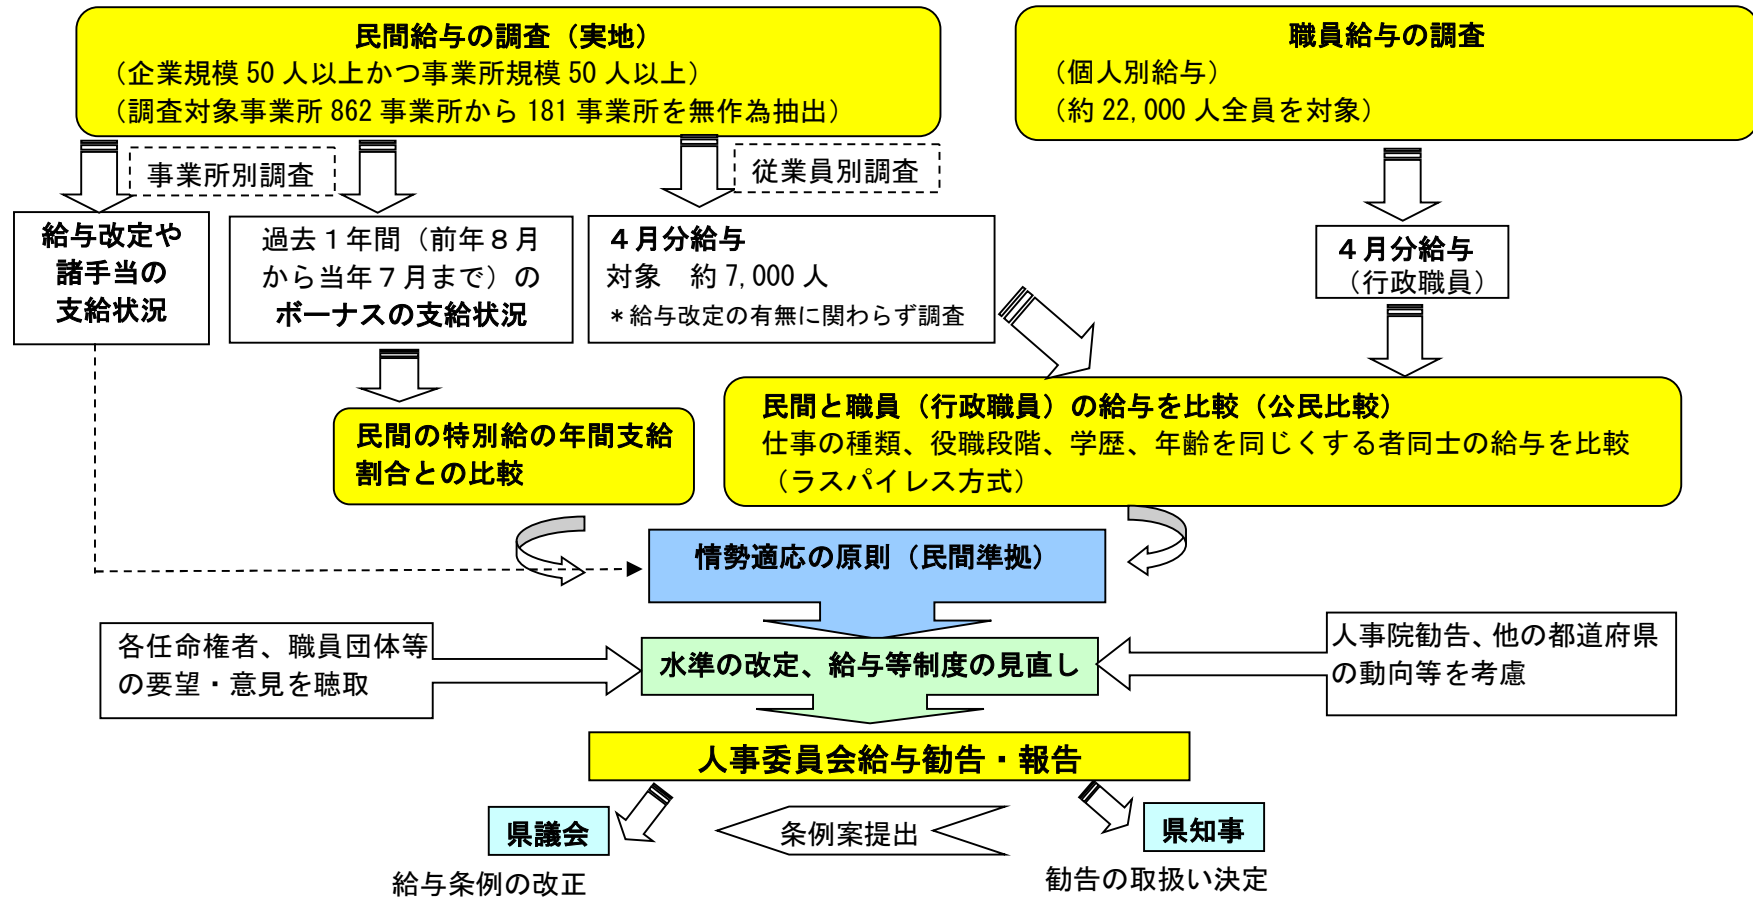 民間給与の調査（実地）
（企業規模 50 人以上かつ事業所規模 50 人以上）
（調査対象事業所 862 事業所から 181 事業所を無作為抽出）
職員給与の調査
（個人別給与）
（約 22,000 人全員を対象）
事業所別調査
従業員別調査
給与改定や
諸手当の
支給状況
過去１年間（前年８月
から当年７月まで）の
ボーナスの支給状況
４月分給与
対象　約 7,000 人
＊給与改定の有無に関わらず調査
４月分給与
（行政職員）
民間の特別給の年間支給
割合との比較
民間と職員（行政職員）の給与を比較（公民比較）
仕事の種類、役職段階、学歴、年齢を同じくする者同士の給与を比較
（ラスパイレス方式）
情勢適応の原則（民間準拠）
各任命権者、職員団体等
の要望・意見を聴取
水準の改定、給与等制度の見直し
人事院勧告、他の都道府県
の動向等を考慮
人事委員会給与勧告・報告
県議会
条例案提出
県知事
給与条例の改正
勧告の取扱い決定